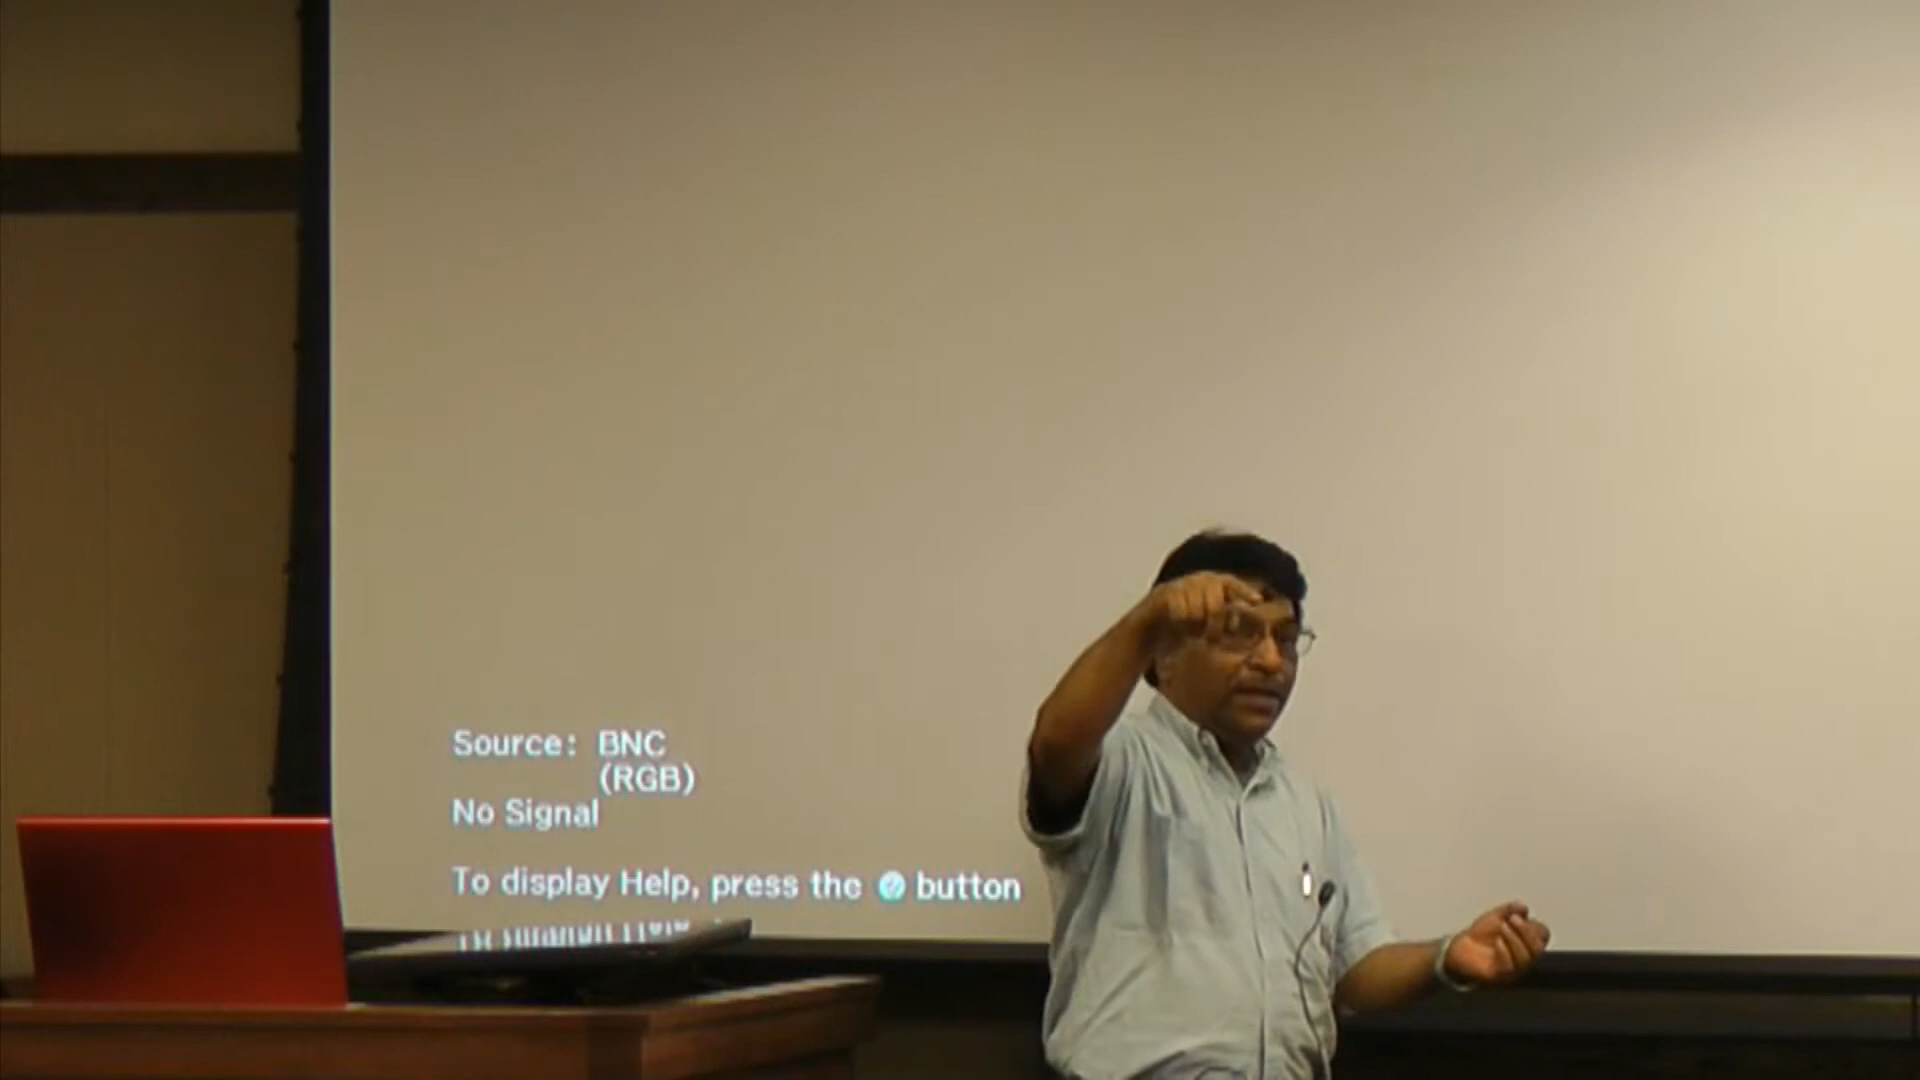 Source: BNC
(RGB)
No Signal
To display Help, press the ? button